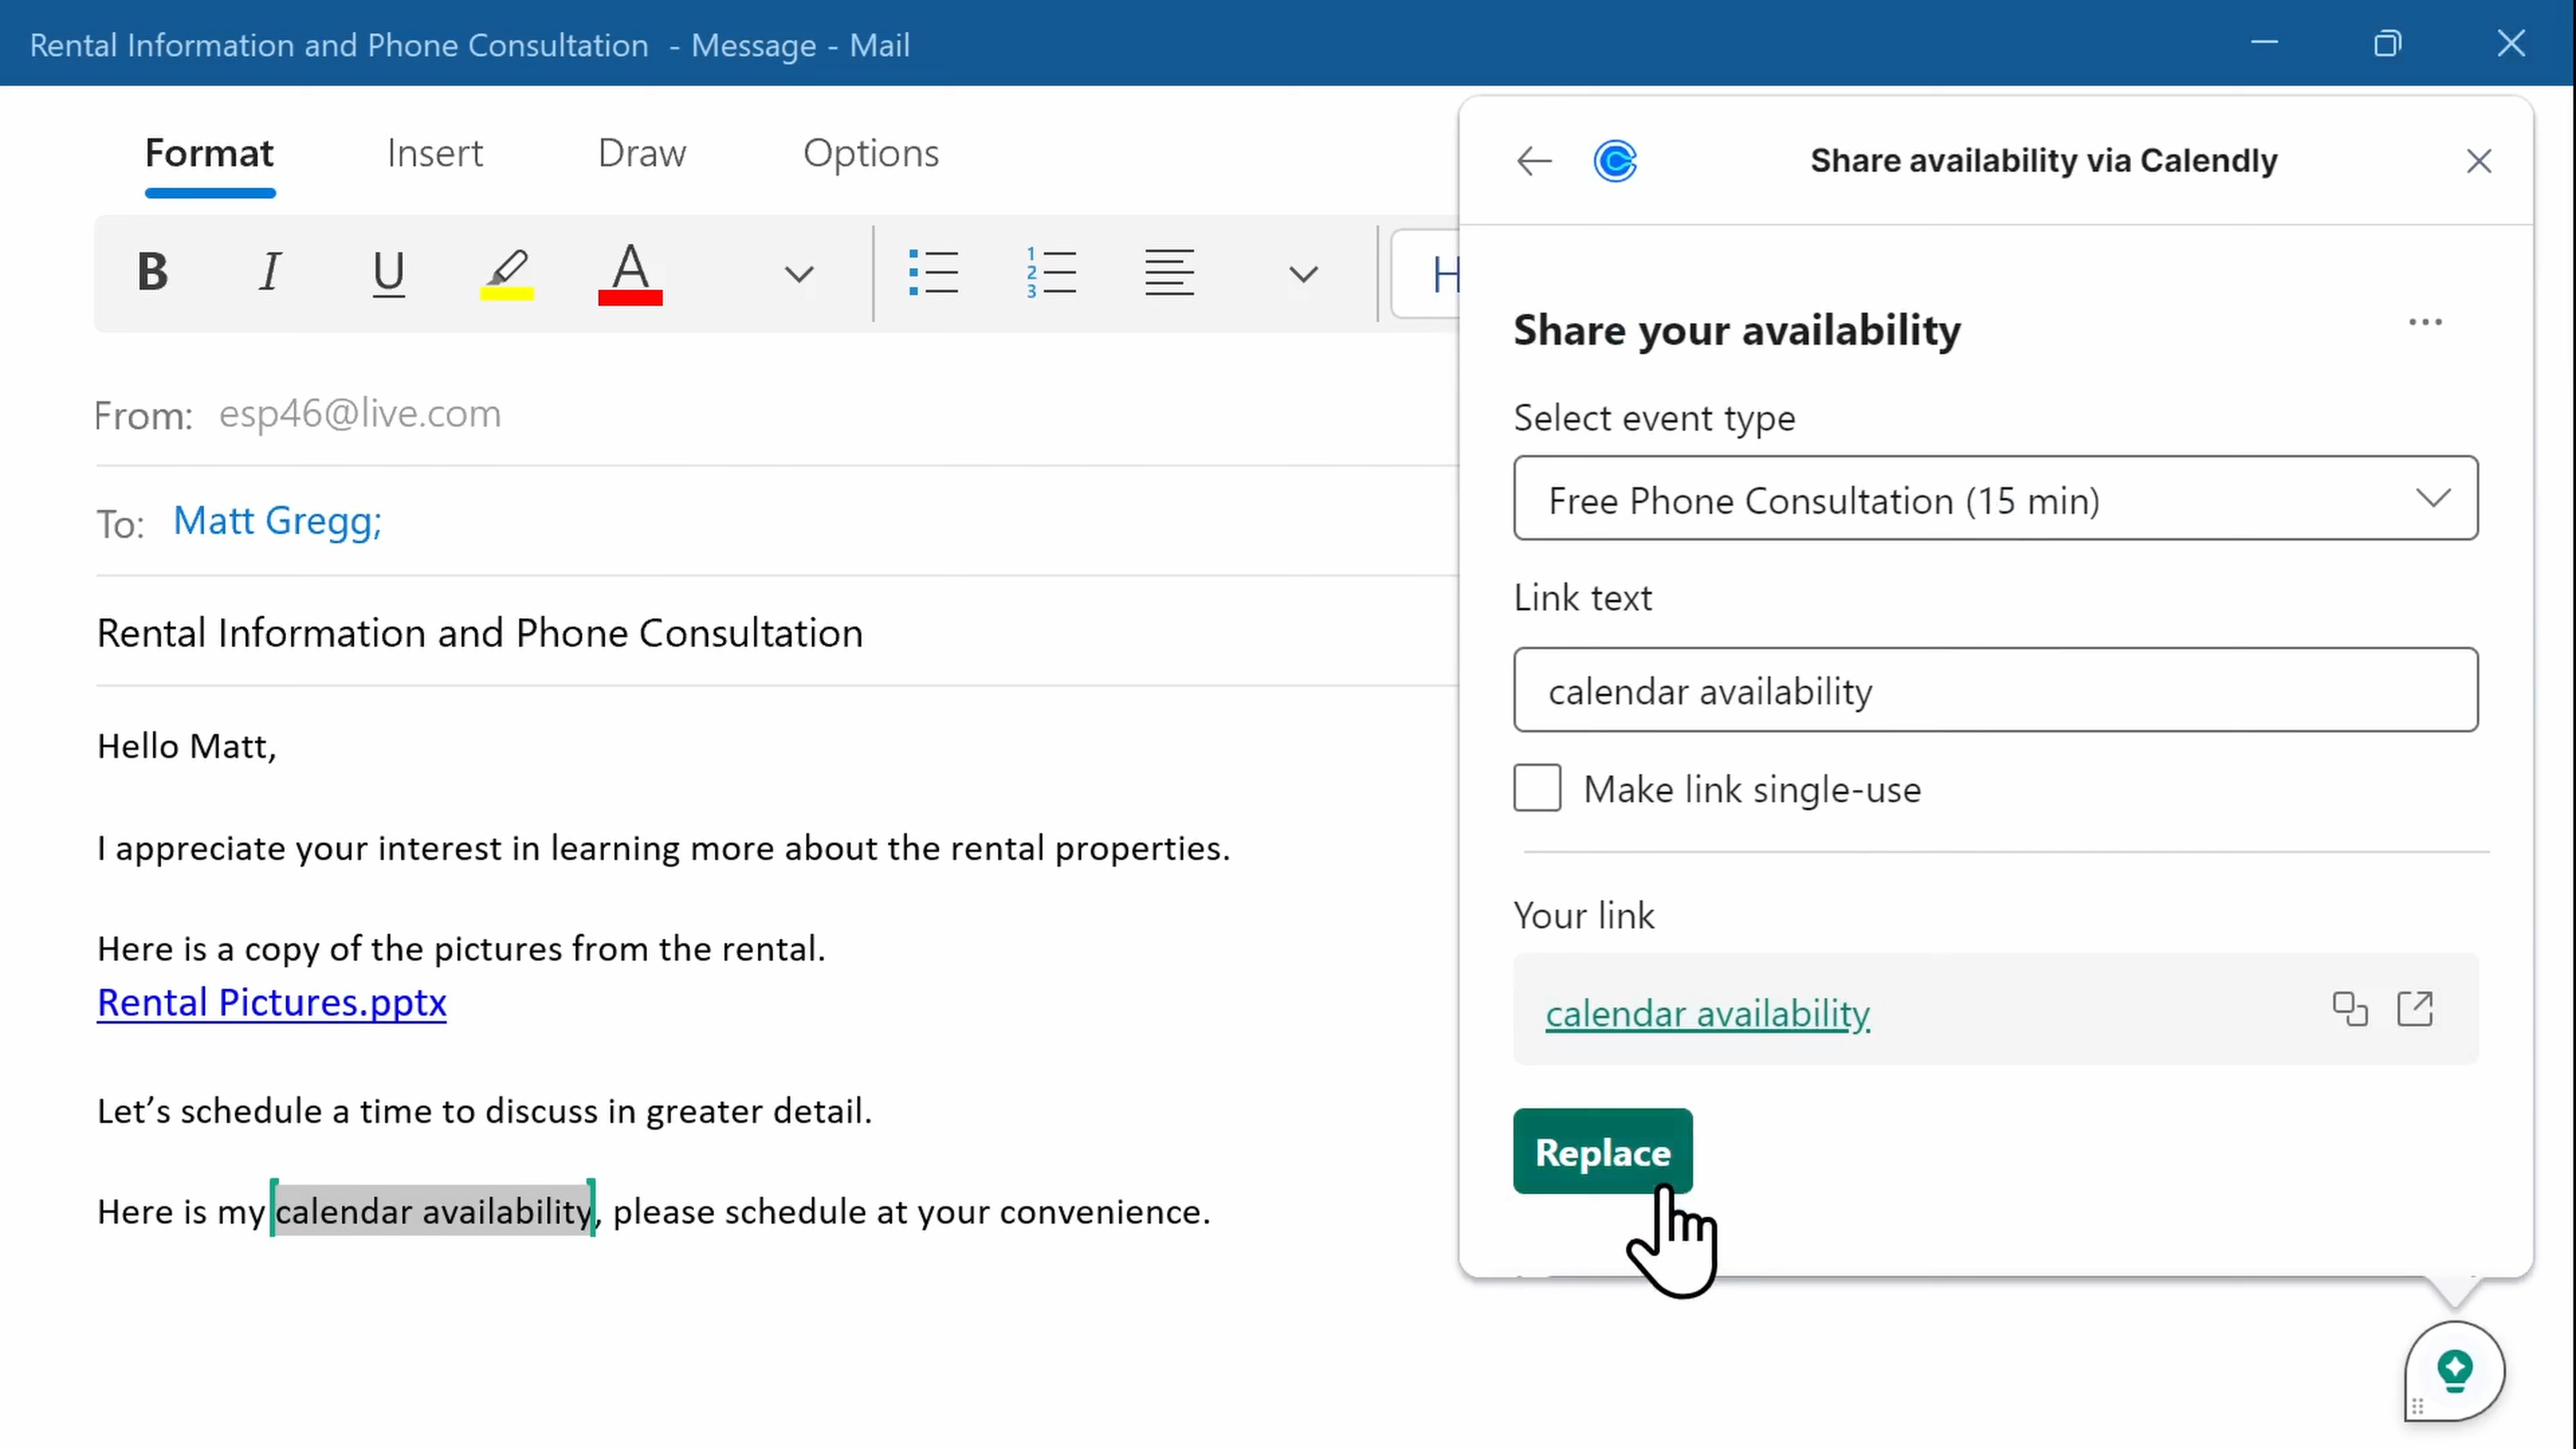 Rental Information and Phone Consultation - Message - Mail
Format Insert Draw Options
B I U A
1
2
3
H
From: esp46@live.com
To: Matt Gregg;
Rental Information and Phone Consultation
Hello Matt,
I appreciate your interest in learning more about the rental properties.
Here is a copy of the pictures from the rental.
Rental Pictures.pptx
Let’s schedule a time to discuss in greater detail.
Here is my calendar availability, please schedule at your convenience.
Share availability via Calendly
Share your availability
Select event type
Free Phone Consultation (15 min)
Link text
calendar availability
Make link single-use
Your link
calendar availability
Replace